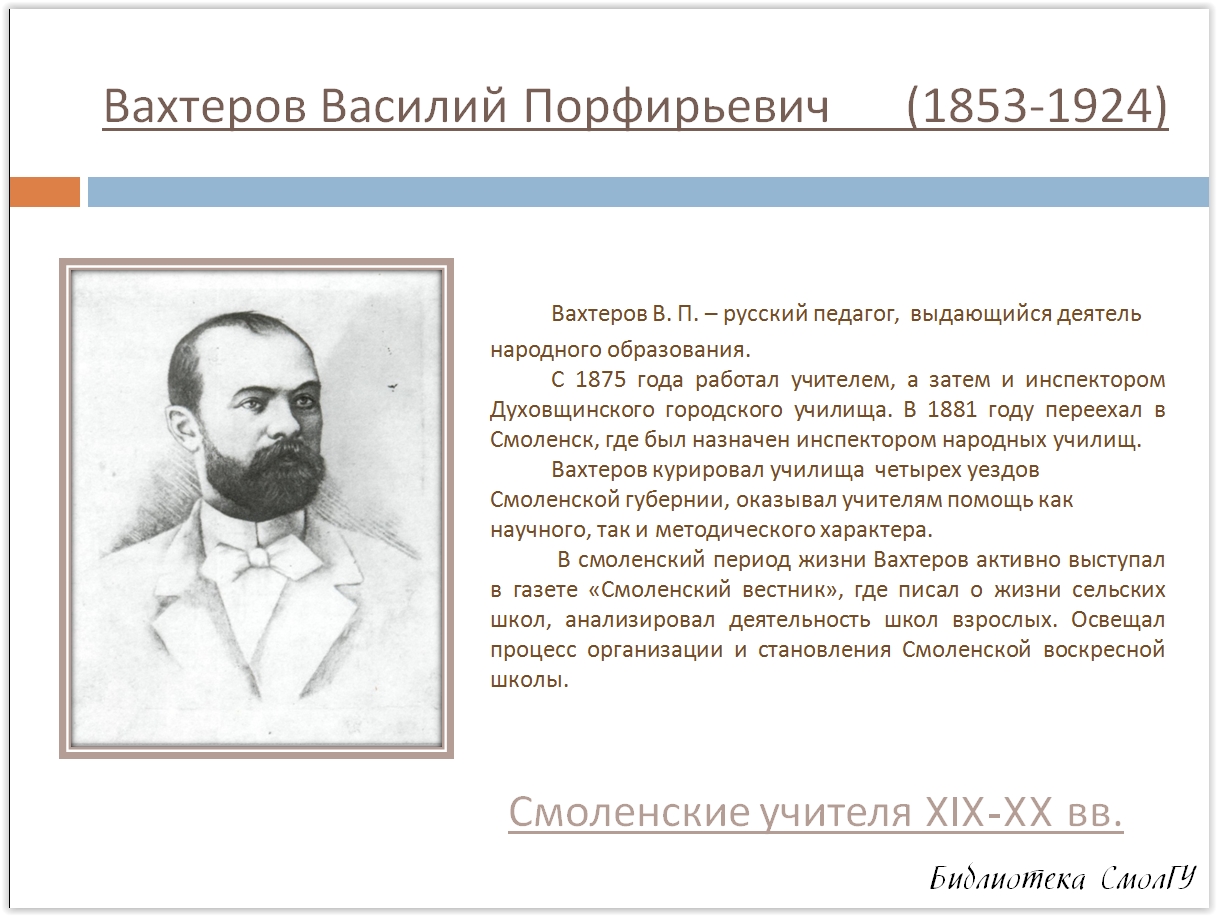 Вахтеров Василий Порфирьевич (1853-1924)
Вахтеров В. П. – русский педагог, выдающийся деятель
народного образования.
С 1875 года работал учителем, а затем и инспектором
Духовщинского городского училища. В 1881 году переехал в
Смоленск, где был назначен инспектором народных училищ.
Вахтеров курировал училища четырех уездов
Смоленской губернии, оказывал учителям помощь как
научного, так и методического характера.
В смоленский период жизни Вахтеров активно выступал
в газете «Смоленский вестник», где писал о жизни сельских
школ, анализировал деятельность школ взрослых. Освещал
процесс организации и становления Смоленской воскресной
школы.
Смоленские учителя XIX-XX вв.
Библиотека СмолГУ